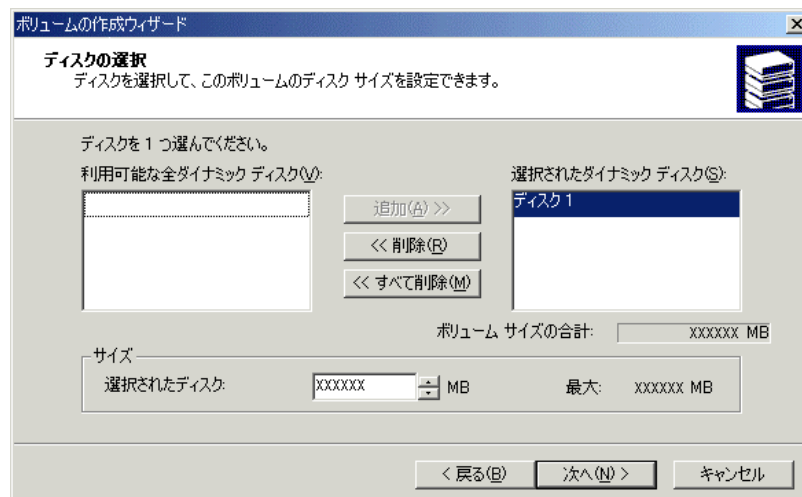 ボリュームの作成ウィザード
ディスクの選択
ディスクを選択して、このボリュームのディスク サイズを設定できます。
ディスクを 1 つ選んでください。
利用可能な全ダイナミック ディスク(V):
選択されたダイナミック ディスク(S):
ディスク 1
追加(A) >>
<< 削除(R)
<< すべて削除(M)
ボリューム サイズの合計: XXXXXX MB
サイズ
選択されたディスク: XXXXXX MB 最大: XXXXXX MB
< 戻る(B) 次へ(N) > キャンセル